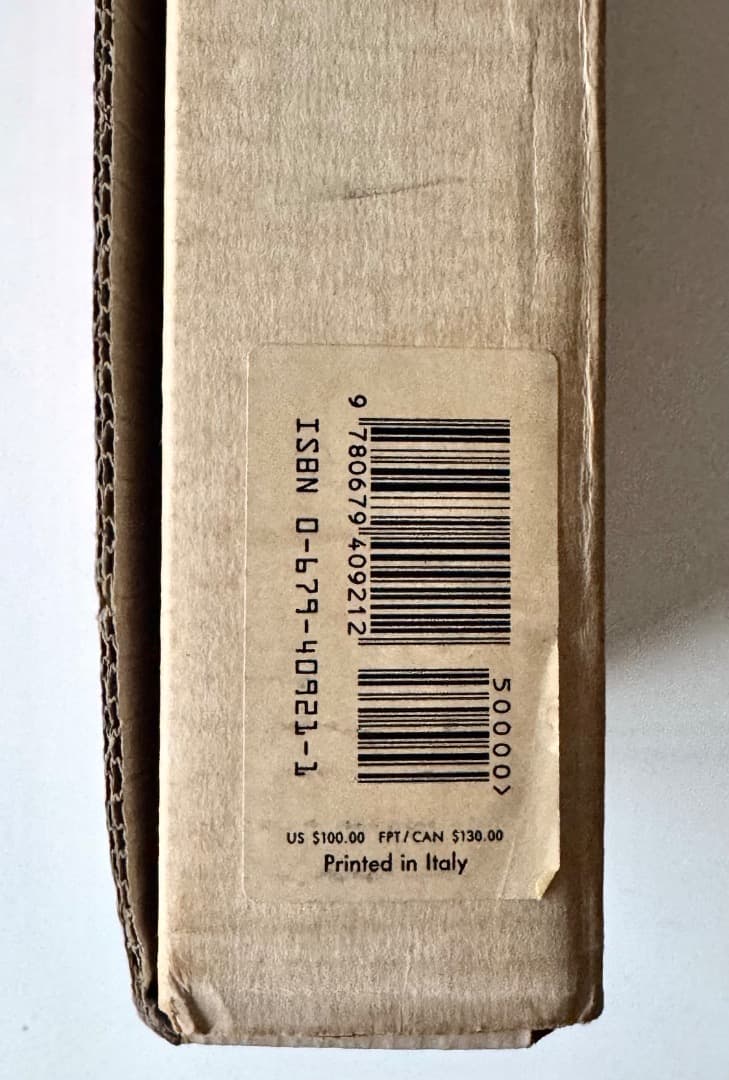 ISBN 0-679-40921-1
9 780679 409212
50000>
US $100.00 FPT/CAN $130.00
Printed in Italy